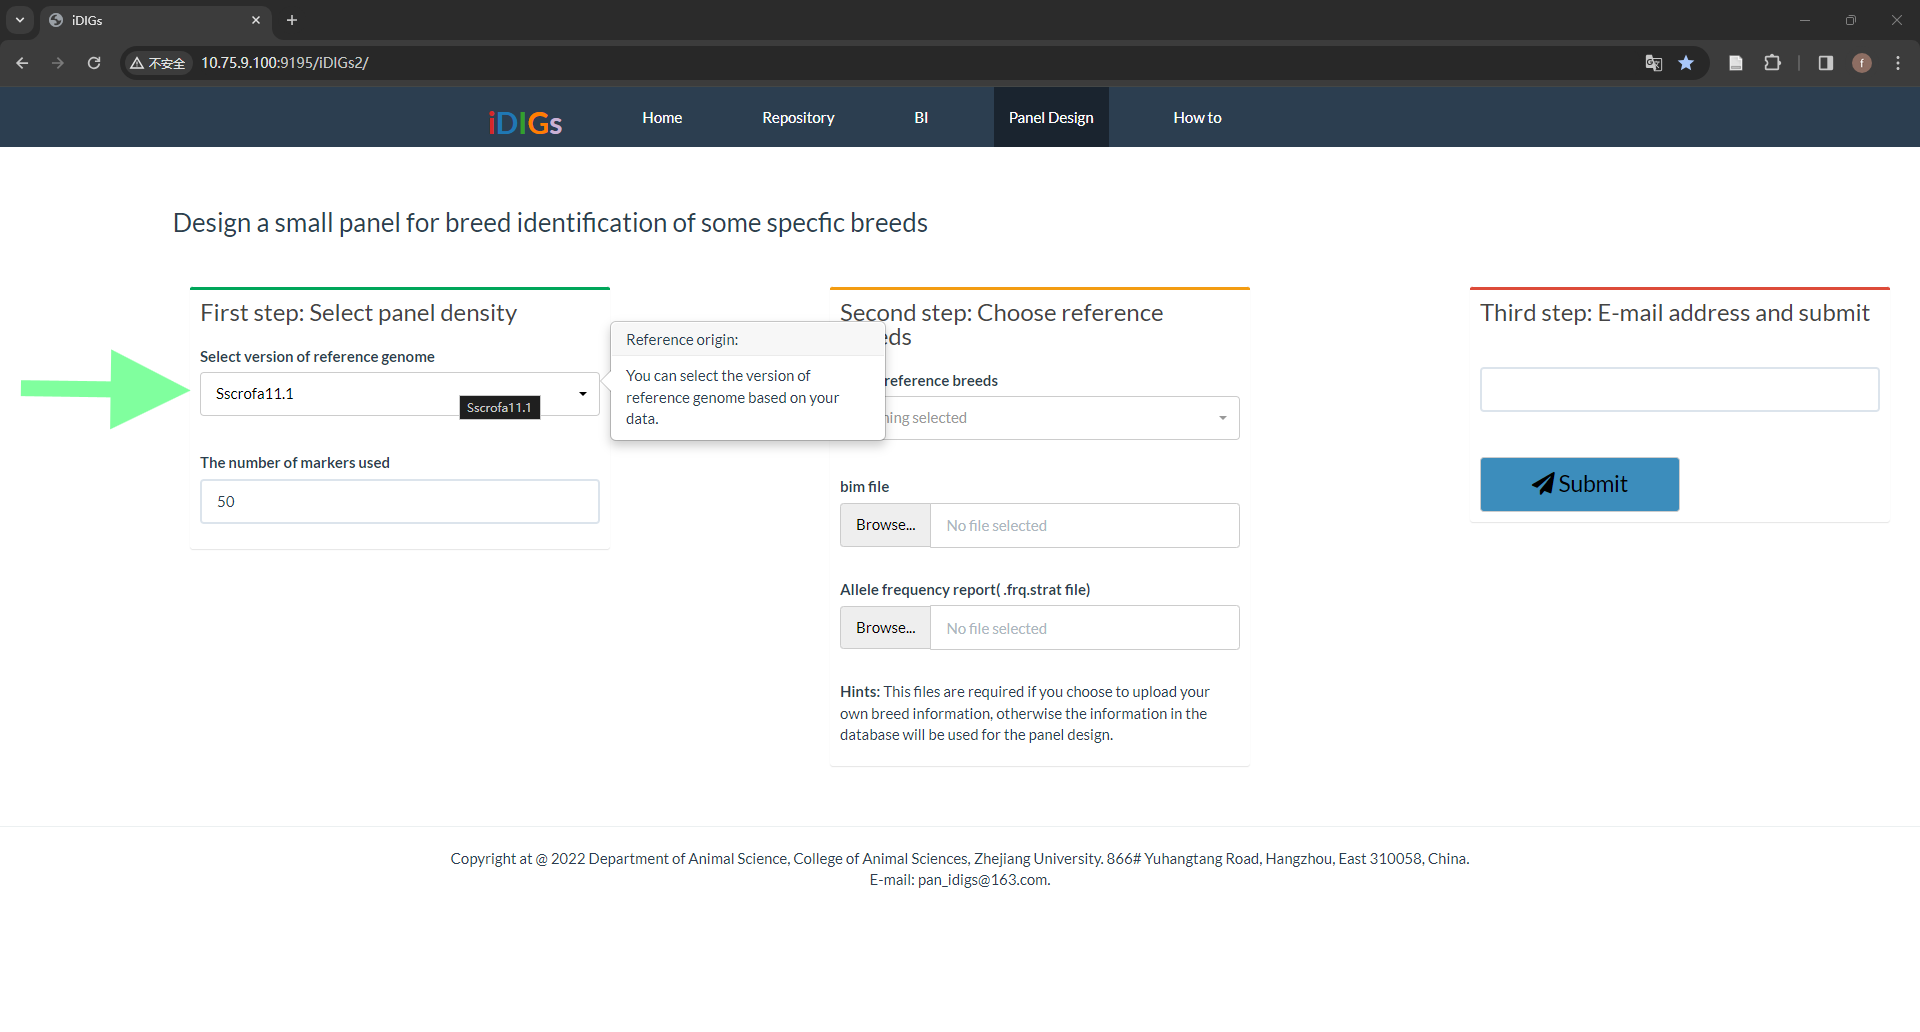 iDIGs
不安全
10.75.9.100:9195/iDIGs2/
f
iDIGs
Home
Repository
BI
Panel Design
How to
Design a small panel for breed identification of some specfic breeds
First step: Select panel density
Select version of reference genome
Sscrofa11.1
Sscrofa11.1
The number of markers used
50
Reference origin:
You can select the version of
reference genome based on your
data.
Second step: Choose reference
reference breeds
selected
bim file
Browse...
No file selected
Allele frequency report( .frq.strat file)
Browse...
No file selected
Hints: This files are required if you choose to upload your
own breed information, otherwise the information in the
database will be used for the panel design.
Third step: E-mail address and submit
Submit
Copyright at @ 2022 Department of Animal Science, College of Animal Sciences, Zhejiang University. 866# Yuhangtang Road, Hangzhou, East 310058, China.
E-mail: pan_idigs@163.com.